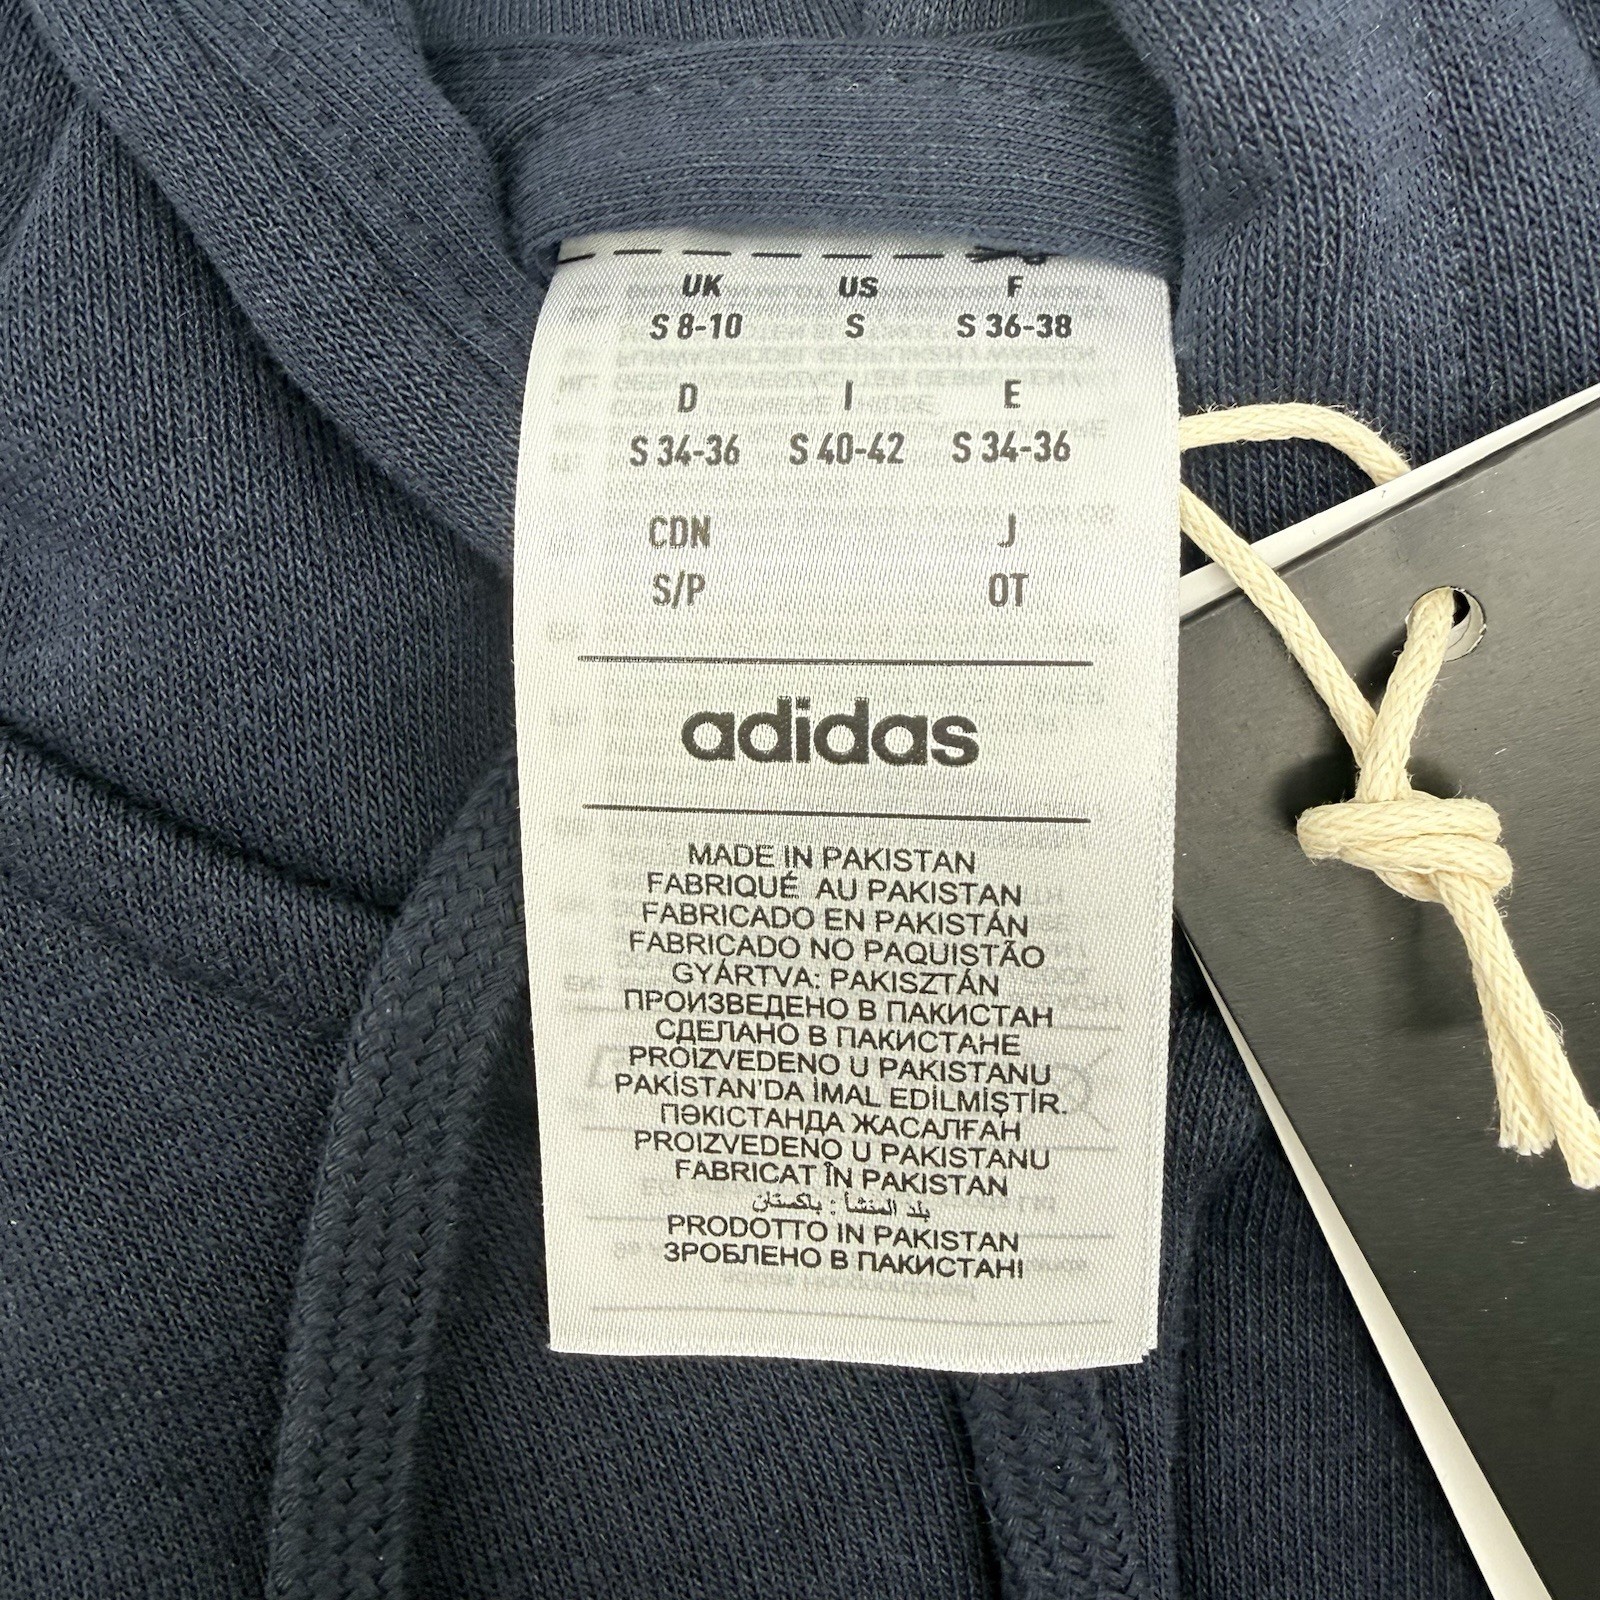 UK US F
S 8-10 S S 36-38
D I E
S 34-36 S 40-42 S 34-36
CDN J
S/P OT
adidas
MADE IN PAKISTAN
FABRIQUÉ AU PAKISTAN
FABRICADO EN PAKISTÁN
FABRICADO NO PAQUISTÃO
GYÁRTVA: PAKISZTÁN
ПРОИЗВЕДЕНО В ПАКИСТАН
СДЕЛАНО В ПАКИСТАНЕ
PROIZVEDENO U PAKISTANU
PAKİSTAN'DA İMAL EDİLMİŞTİR.
ПӘКІСТАНДА ЖАСАЛҒАН
PROIZVEDENO U PAKISTANU
FABRICAT ÎN PAKISTAN
بلد المنشأ : باكستان
PRODOTTO IN PAKISTAN
ЗРОБЛЕНО В ПАКИСТАНІ